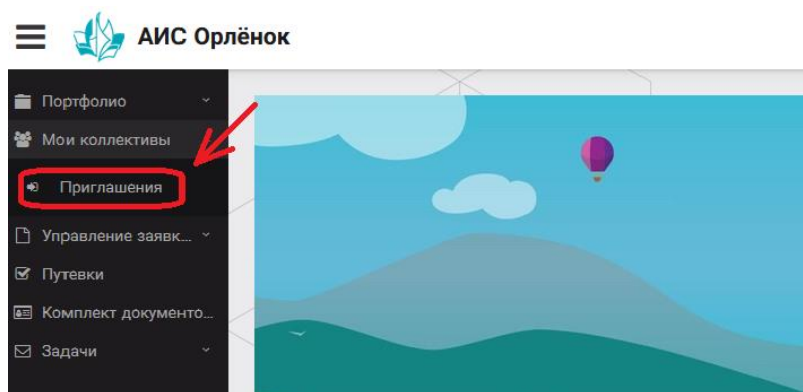 АИС Орлёнок
Портфолио
Мои коллективы
Приглашения
Управление заявк...
Путевки
Комплект документо...
Задачи